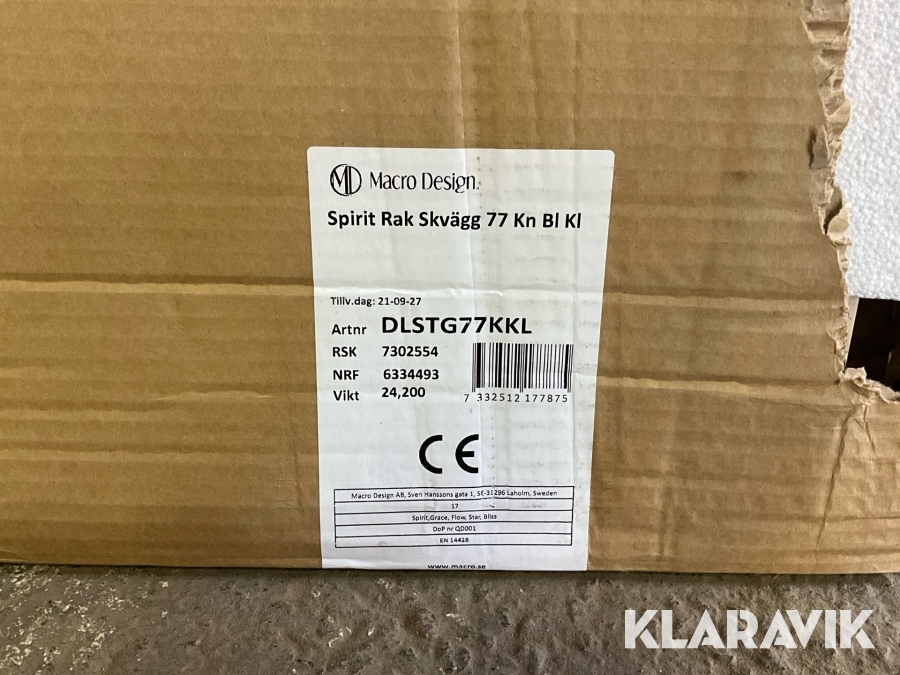 MD Macro Design.
Spirit Rak Skvägg 77 Kn Bl Kl
Tillv.dag: 21-09-27
Artnr DLSTG77KKL
RSK 7302554
NRF 6334493
Vikt 24,200
7 332512 177875
CE
Macro Design AB, Sven Hanssons gata 1, SE-31296 Laholm, Sweden
17
Spirit,Grace, Flow, Star, Bliss
DoP nr QD001
EN 14428
www.macro.se
KLARAVIK